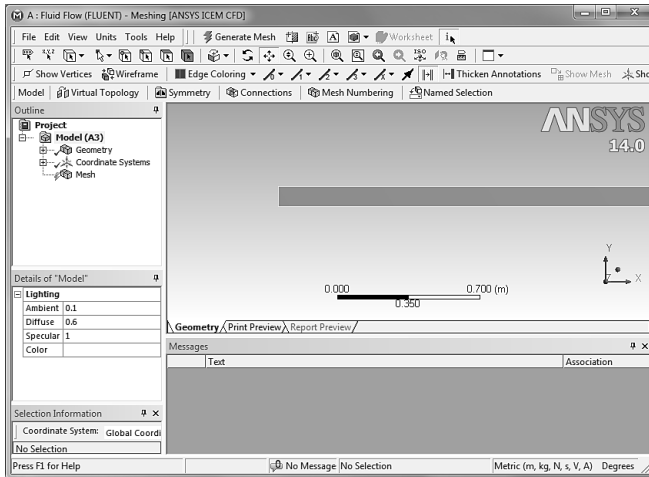 A : Fluid Flow (FLUENT) - Meshing [ANSYS ICEM CFD]
File Edit View Units Tools Help Generate Mesh A Worksheet i
Show Vertices Wireframe Edge Coloring Thicken Annotations Show Mesh Sho
Model Virtual Topology Symmetry Connections Mesh Numbering Named Selection
Outline
Project
Model (A3)
Geometry
Coordinate Systems
Mesh
ANSYS
14.0
Y
Z X
0.000 0.700 (m)
0.350
Details of "Model"
Lighting
Ambient 0.1
Diffuse 0.6
Specular 1
Color
Geometry Print Preview Report Preview
Messages
Text Association
Selection Information
Coordinate System: Global Coordi
No Selection
Press F1 for Help No Message No Selection Metric (m, kg, N, s, V, A) Degrees